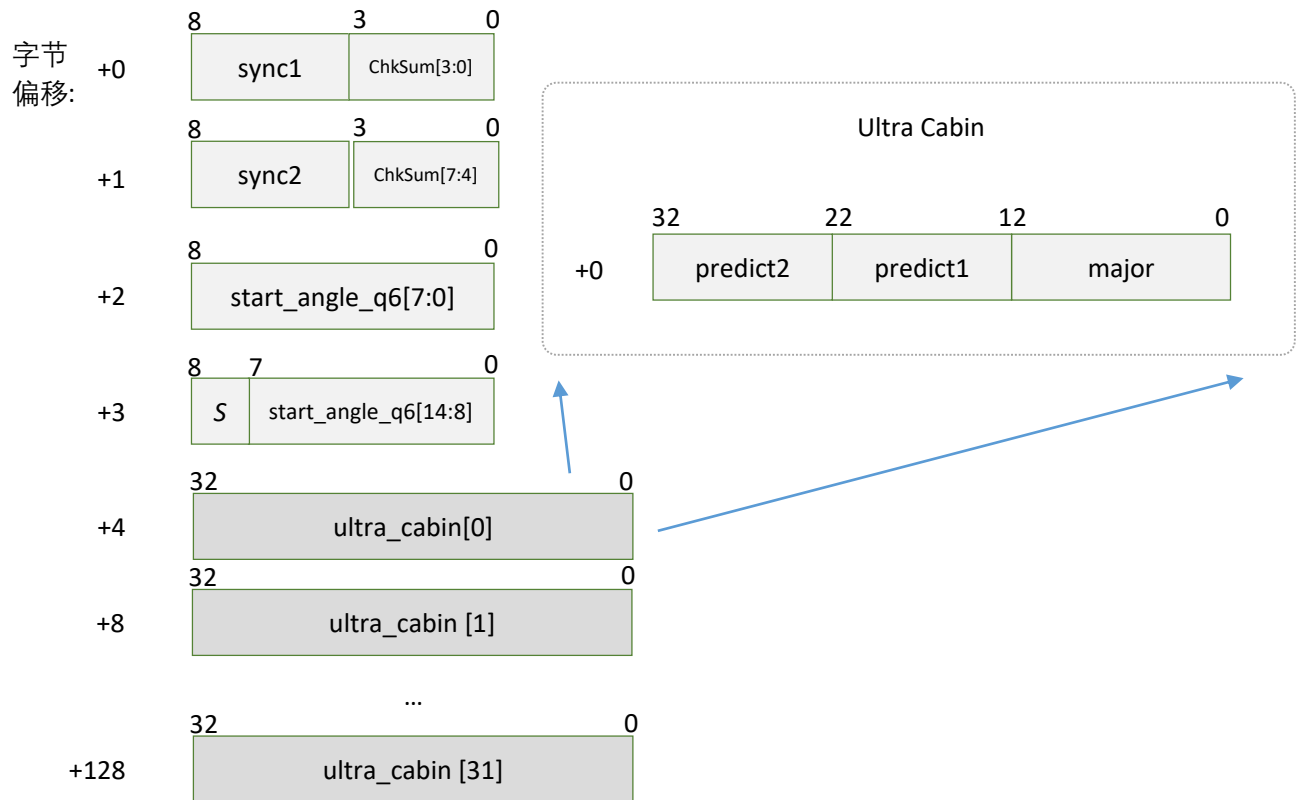 8 3 0
字节
偏移:
+0 sync1 ChkSum[3:0]
8 3 0
+1 sync2 ChkSum[7:4]
8 0
+2 start_angle_q6[7:0]
8 7 0
+3 S start_angle_q6[14:8]
32 0
+4 ultra_cabin[0]
32 0
+8 ultra_cabin [1]
...
32 0
+128 ultra_cabin [31]
Ultra Cabin
32 22 12 0
+0 predict2 predict1 major